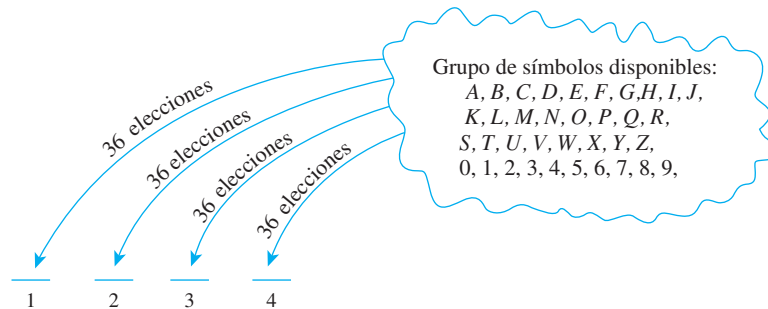 Grupo de símbolos disponibles:
A, B, C, D, E, F, G,H, I, J,
K, L, M, N, O, P, Q, R,
S, T, U, V, W, X, Y, Z,
0, 1, 2, 3, 4, 5, 6, 7, 8, 9,
36 elecciones
36 elecciones
36 elecciones
36 elecciones
1 2 3 4